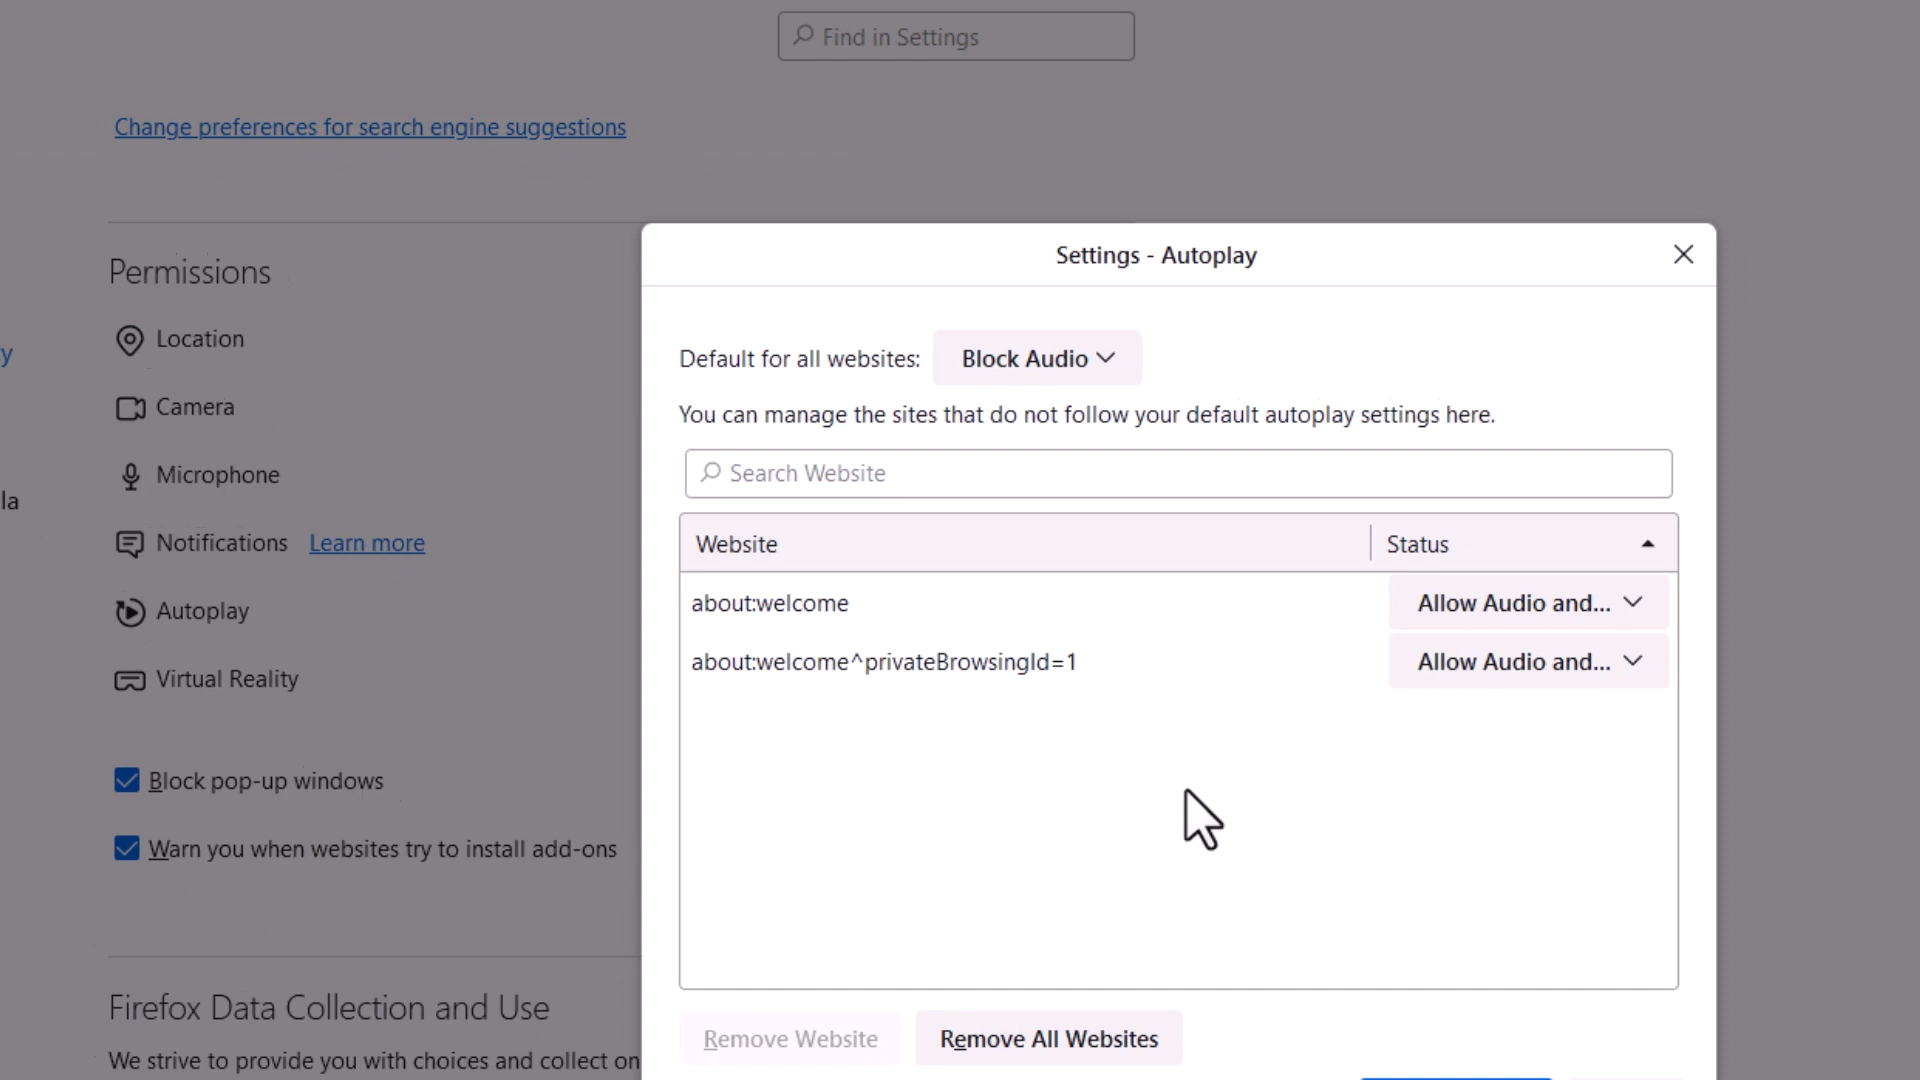 Find in Settings
Change preferences for search engine suggestions
Permissions
Location
Camera
Microphone
Notifications Learn more
Autoplay
Virtual Reality
Block pop-up windows
Warn you when websites try to install add-ons
Firefox Data Collection and Use
We strive to provide you with choices and collect on
y
la
Settings - Autoplay
Default for all websites: Block Audio
You can manage the sites that do not follow your default autoplay settings here.
Search Website
Website Status
about:welcome Allow Audio and...
about:welcome^privateBrowsingId=1 Allow Audio and...
Remove Website Remove All Websites